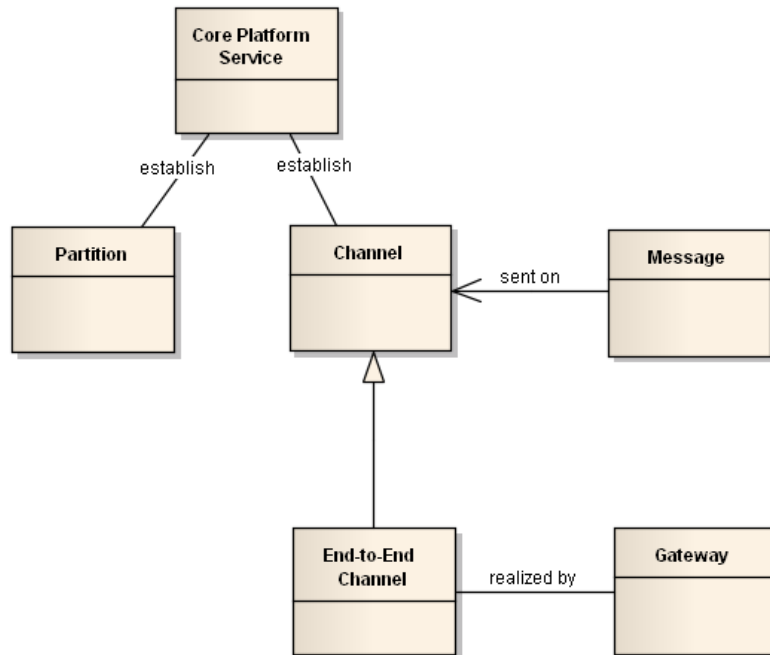 Core Platform
Service
establish
establish
Partition
Channel
Message
sent on
End-to-End
Channel
Gateway
realized by